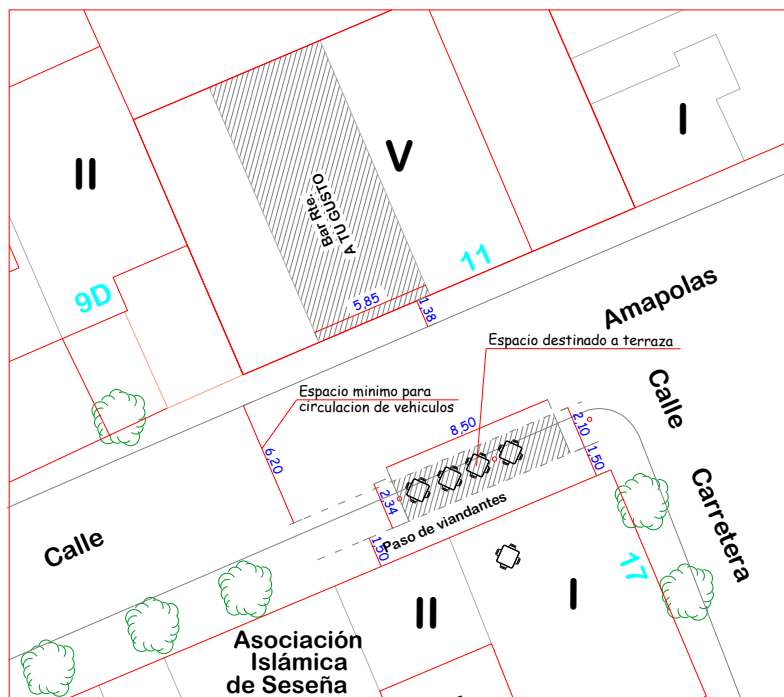 II
V
I
Bar Rte.
A TU GUSTO
11
9D
5,85
1,38
Amapolas
Espacio destinado a terraza
Espacio minimo para
circulacion de vehiculos
Calle
8,50
2,10
1,50
6,20
2,34
Paso de viandantes
1,50
Carretera
Calle
17
I
II
Asociación
Islámica
de Seseña